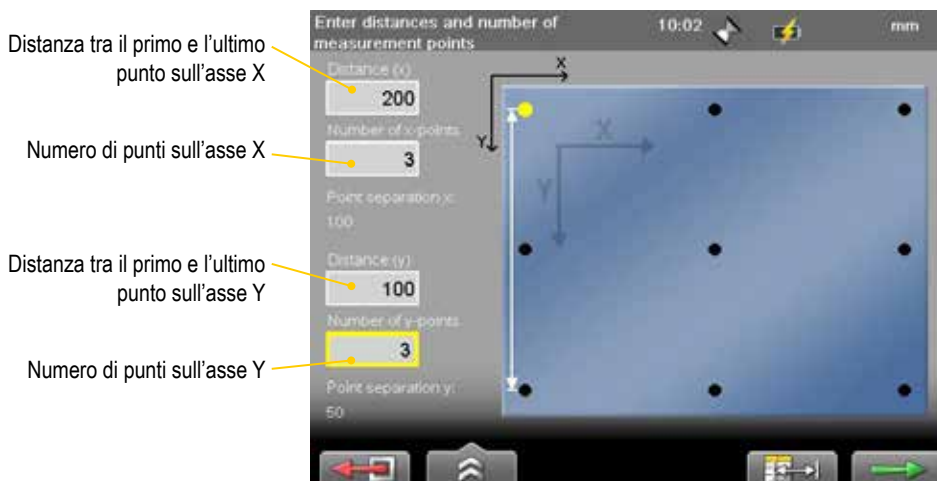 Distanza tra il primo e l'ultimo
punto sull'asse X
Numero di punti sull'asse X
Distanza tra il primo e l'ultimo
punto sull'asse Y
Numero di punti sull'asse Y
Enter distances and number of
measurement points
10:02
mm
Distance (x)
200
Number of x-points
3
Point separation x:
100
Distance (y)
100
Number of y-points
3
Point separation y:
50
X
Y
X
Y